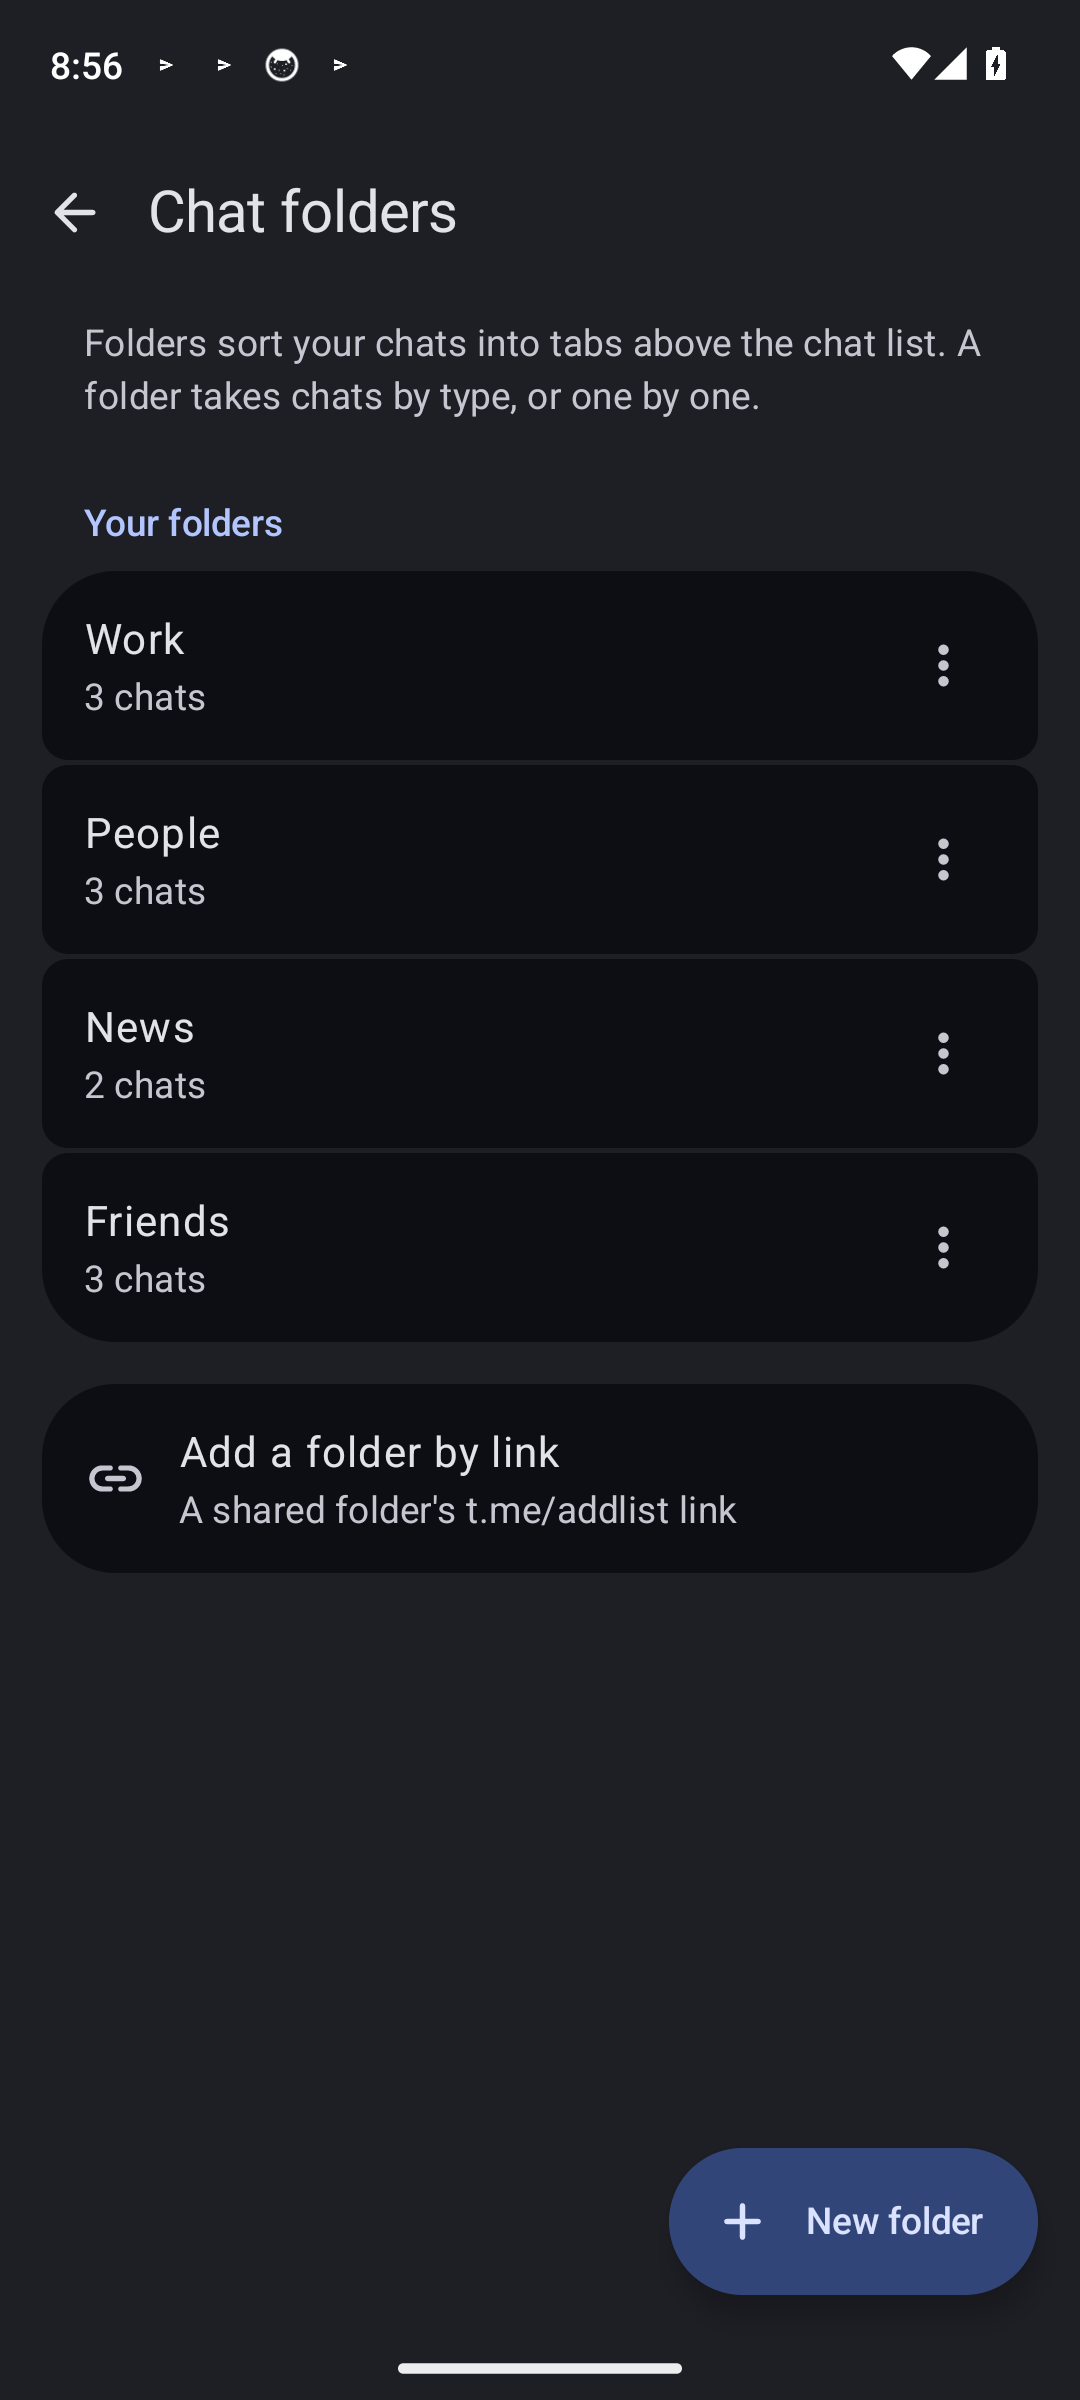 8:56
Chat folders
Folders sort your chats into tabs above the chat list. A
folder takes chats by type, or one by one.
Your folders
Work
3 chats
People
3 chats
News
2 chats
Friends
3 chats
Add a folder by link
A shared folder's t.me/addlist link
New folder